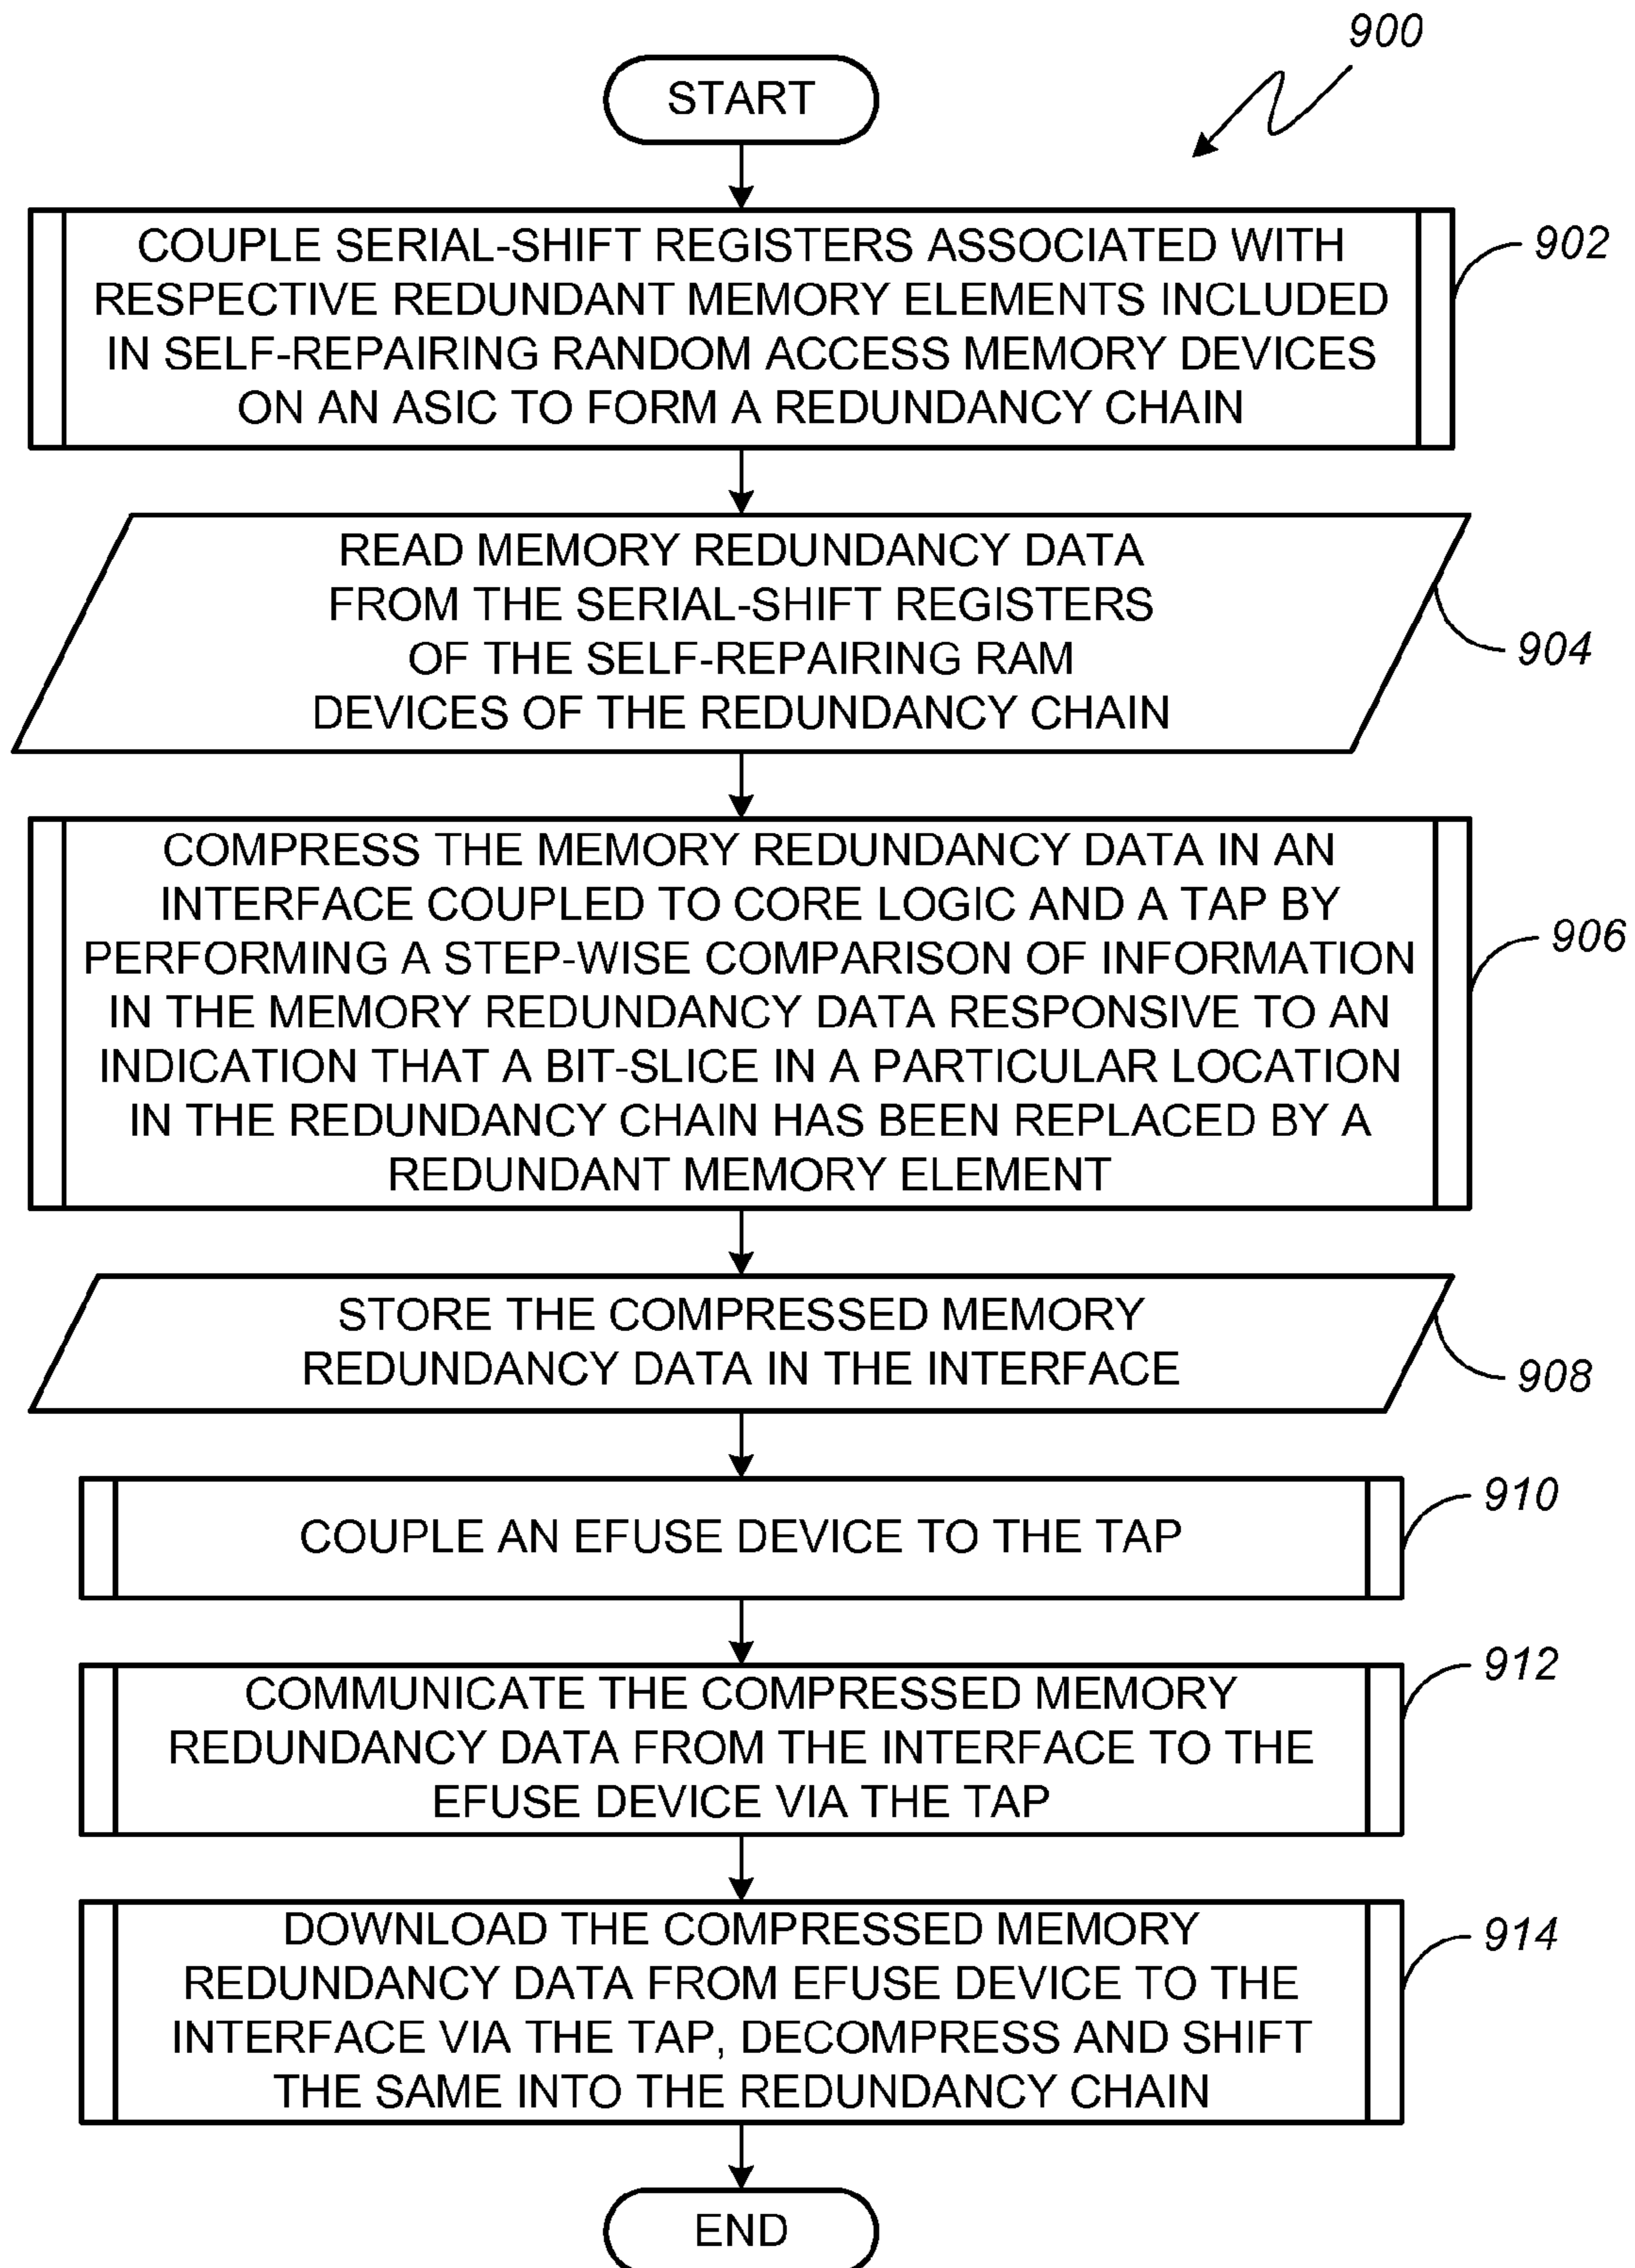 900
START
COUPLE SERIAL-SHIFT REGISTERS ASSOCIATED WITH
RESPECTIVE REDUNDANT MEMORY ELEMENTS INCLUDED
IN SELF-REPAIRING RANDOM ACCESS MEMORY DEVICES
ON AN ASIC TO FORM A REDUNDANCY CHAIN
902
READ MEMORY REDUNDANCY DATA
FROM THE SERIAL-SHIFT REGISTERS
OF THE SELF-REPAIRING RAM
DEVICES OF THE REDUNDANCY CHAIN
904
COMPRESS THE MEMORY REDUNDANCY DATA IN AN
INTERFACE COUPLED TO CORE LOGIC AND A TAP BY
PERFORMING A STEP-WISE COMPARISON OF INFORMATION
IN THE MEMORY REDUNDANCY DATA RESPONSIVE TO AN
INDICATION THAT A BIT-SLICE IN A PARTICULAR LOCATION
IN THE REDUNDANCY CHAIN HAS BEEN REPLACED BY A
REDUNDANT MEMORY ELEMENT
906
STORE THE COMPRESSED MEMORY
REDUNDANCY DATA IN THE INTERFACE
908
COUPLE AN EFUSE DEVICE TO THE TAP
910
COMMUNICATE THE COMPRESSED MEMORY
REDUNDANCY DATA FROM THE INTERFACE TO THE
EFUSE DEVICE VIA THE TAP
912
DOWNLOAD THE COMPRESSED MEMORY
REDUNDANCY DATA FROM EFUSE DEVICE TO THE
INTERFACE VIA THE TAP, DECOMPRESS AND SHIFT
THE SAME INTO THE REDUNDANCY CHAIN
914
END